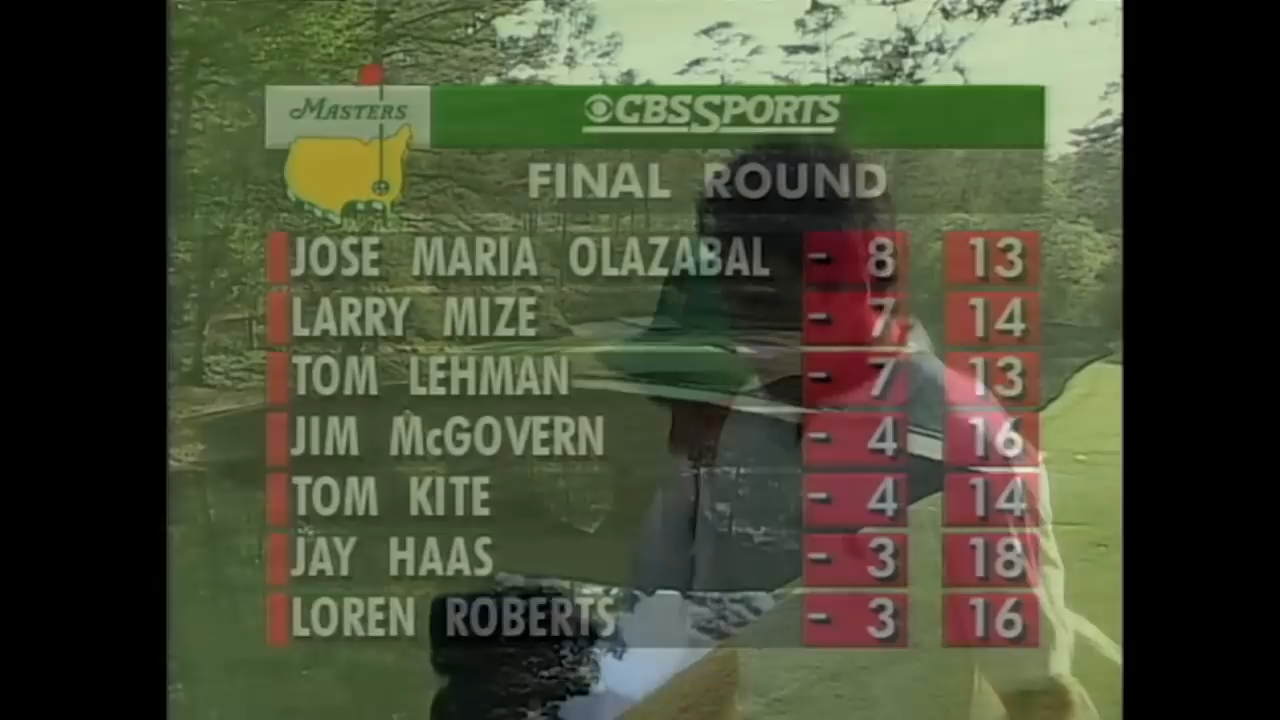 MASTERS CBS SPORTS
FINAL ROUND
JOSE MARIA OLAZABAL - 8 13
LARRY MIZE - 7 14
TOM LEHMAN - 7 13
JIM McGOVERN - 4 16
TOM KITE - 4 14
JAY HAAS - 3 18
LOREN ROBERTS - 3 16